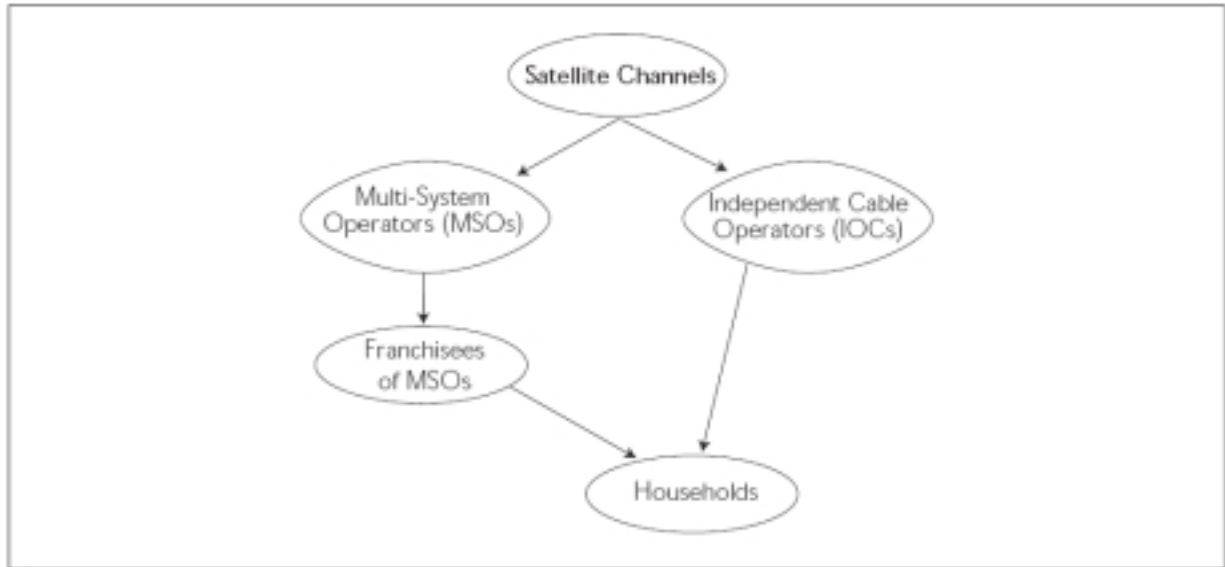 Satellite Channels
Multi-System
Operators (MSOs)
Independent Cable
Operators (IOCs)
Franchisees
of MSOs
Households